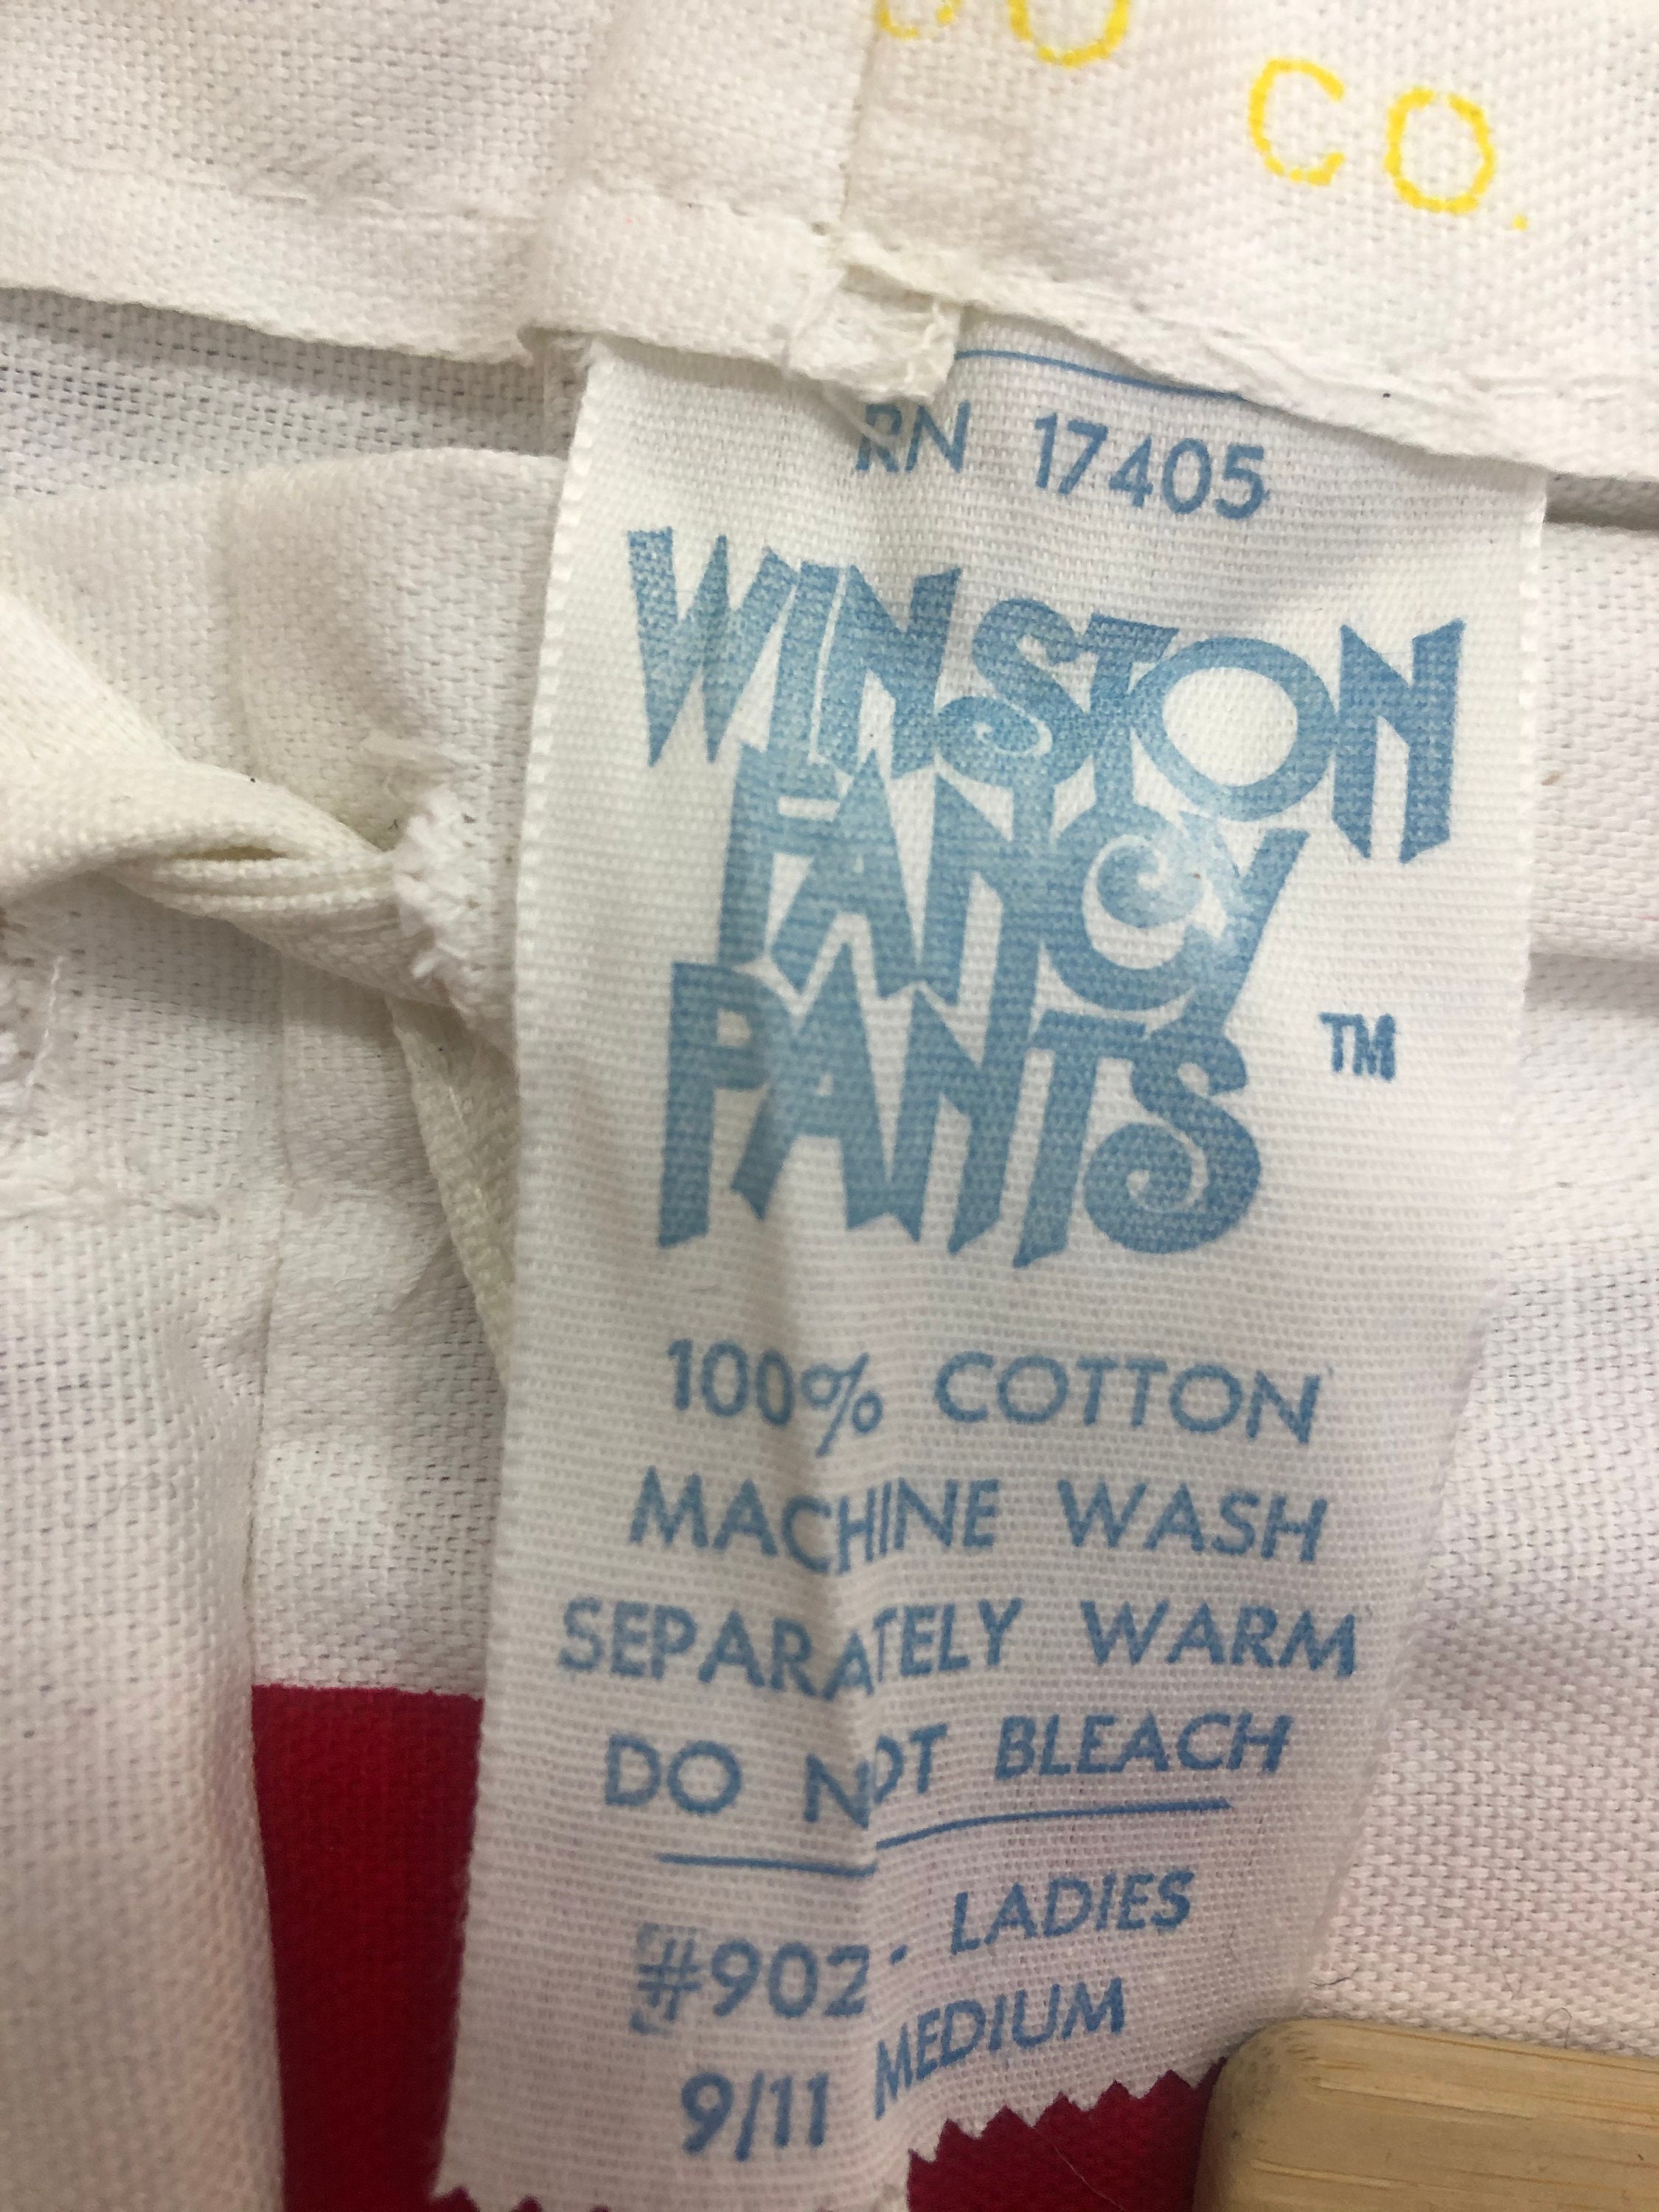 CO.
RN 17405
WINSTON
FANCY
PANTS ™
100% COTTON
MACHINE WASH
SEPARATELY WARM
DO NOT BLEACH
#902 - LADIES
9/11 MEDIUM